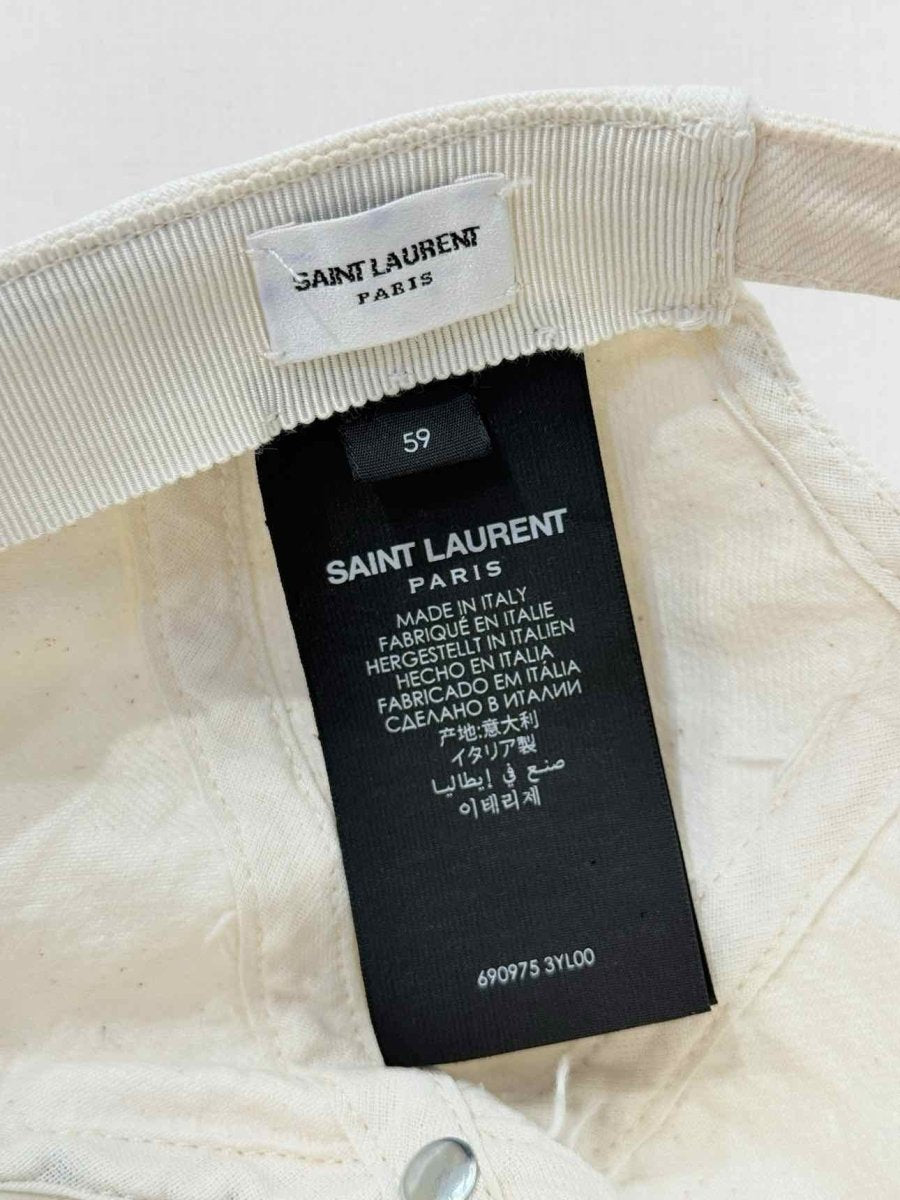 SAINT LAURENT
PARIS
59
SAINT LAURENT
PARIS
MADE IN ITALY
FABRIQUÉ EN ITALIE
HERGESTELLT IN ITALIEN
HECHO EN ITALIA
FABRICADO EM ITÁLIA
СДЕЛАНО В ИТАЛИИ
产地:意大利
イタリア製
صنع في إيطاليا
이태리제
690975 3YL00